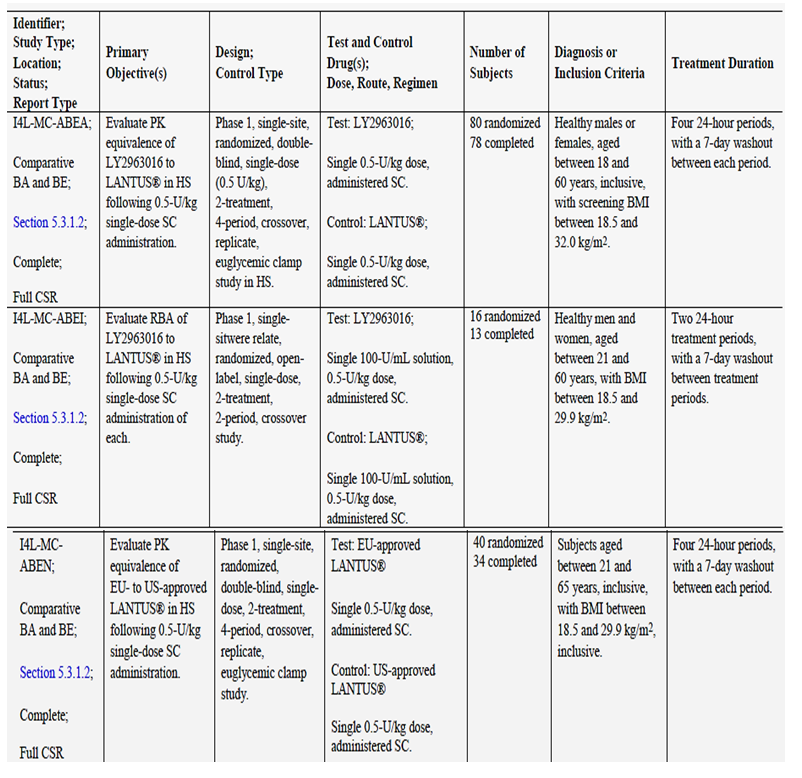 Identifier;
Study Type;
Location;
Status;
Report Type
Primary
Objective(s)
Design;
Control Type
Test and Control
Drug(s);
Dose, Route, Regimen
Number of
Subjects
Diagnosis or
Inclusion Criteria
Treatment Duration
I4L-MC-ABEA;
Comparative
BA and BE;
Section 5.3.1.2;
Complete;
Full CSR
Evaluate PK
equivalence of
LY2963016 to
LANTUS® in HS
following 0.5-U/kg
single-dose SC
administration.
Phase 1, single-site,
randomized, double-
blind, single-dose
(0.5 U/kg),
2-treatment,
4-period, crossover,
replicate,
euglycemic clamp
study in HS.
Test: LY2963016;
Single 0.5-U/kg dose,
administered SC.
Control: LANTUS®;
Single 0.5-U/kg dose,
administered SC.
80 randomized
78 completed
Healthy males or
females, aged
between 18 and
60 years, inclusive,
with screening BMI
between 18.5 and
32.0 kg/m².
Four 24-hour periods,
with a 7-day washout
between each period.
I4L-MC-ABEI;
Comparative
BA and BE;
Section 5.3.1.2;
Complete;
Full CSR
Evaluate RBA of
LY2963016 to
LANTUS® in HS
following 0.5-U/kg
single-dose SC
administration of
each.
Phase 1, single-
sitwere relate,
randomized, open-
label, single-dose,
2-treatment,
2-period, crossover
study.
Test: LY2963016;
Single 100-U/mL solution,
0.5-U/kg dose,
administered SC.
Control: LANTUS®;
Single 100-U/mL solution,
0.5-U/kg dose,
administered SC.
16 randomized
13 completed
Healthy men and
women, aged
between 21 and
60 years, with BMI
between 18.5 and
29.9 kg/m².
Two 24-hour
treatment periods,
with a 7-day washout
between treatment
periods.
I4L-MC-
ABEN;
Comparative
BA and BE;
Section 5.3.1.2;
Complete;
Full CSR
Evaluate PK
equivalence of
EU- to US-approved
LANTUS® in HS
following 0.5-U/kg
single-dose SC
administration.
Phase 1, single-site,
randomized,
double-blind, single-
dose, 2-treatment,
4-period, crossover,
replicate,
euglycemic clamp
study.
Test: EU-approved
LANTUS®
Single 0.5-U/kg dose,
administered SC.
Control: US-approved
LANTUS®
Single 0.5-U/kg dose,
administered SC.
40 randomized
34 completed
Subjects aged
between 21 and
65 years, inclusive,
with BMI between
18.5 and 29.9 kg/m²,
inclusive.
Four 24-hour periods,
with a 7-day washout
between each period.